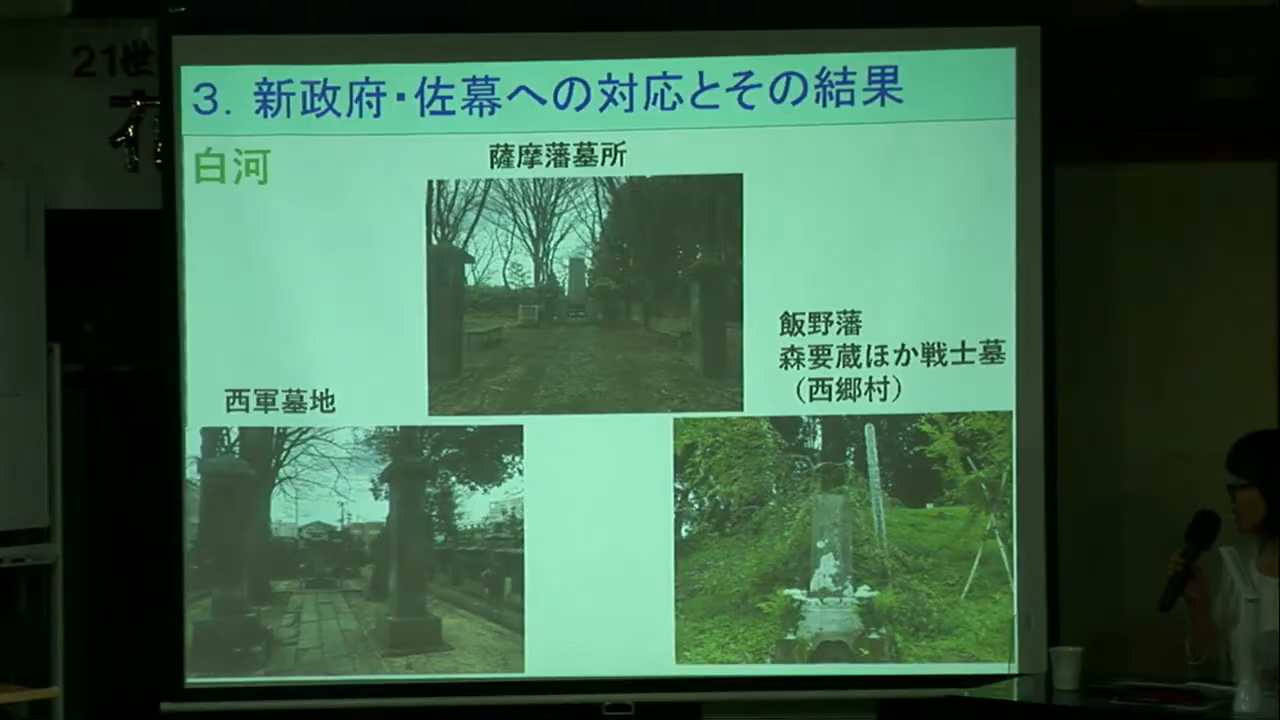 21世
３．新政府・佐幕への対応とその結果
白河
薩摩藩墓所
飯野藩
森要蔵ほか戦士墓
（西郷村）
西軍墓地